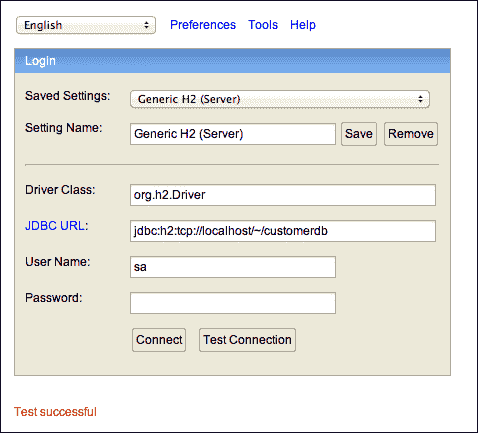 English Preferences Tools Help
Login
Saved Settings: Generic H2 (Server)
Setting Name: Generic H2 (Server) Save Remove
Driver Class: org.h2.Driver
JDBC URL: jdbc:h2:tcp://localhost/~/customerdb
User Name: sa
Password:
Connect Test Connection
Test successful